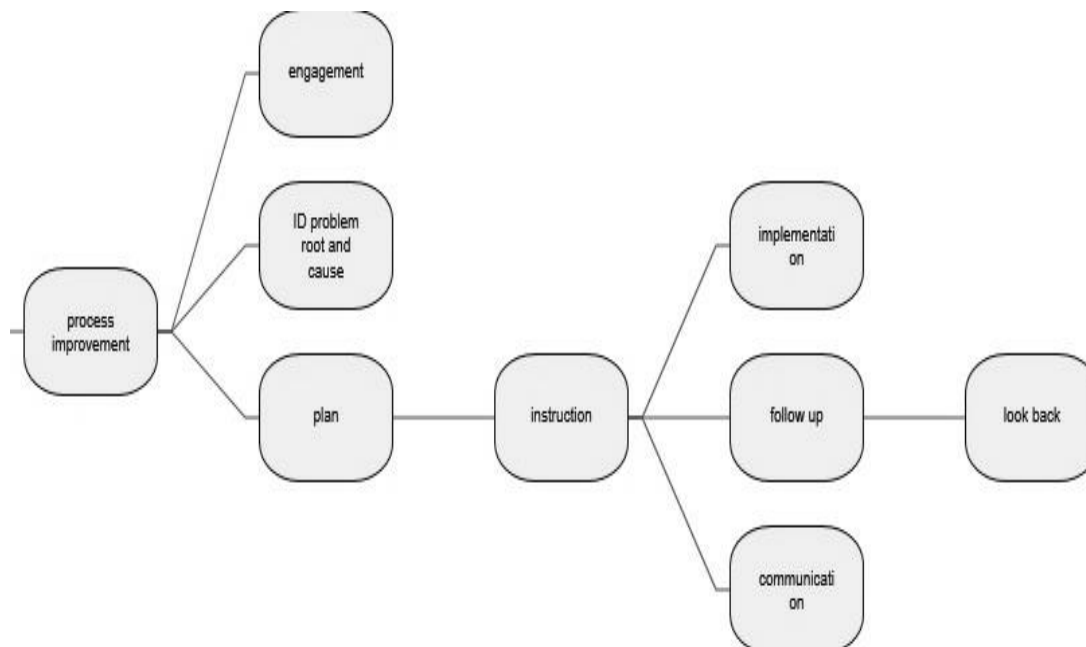 engagement
ID problem
root and
cause
process
improvement
plan
instruction
implementati
on
follow up
look back
communicati
on